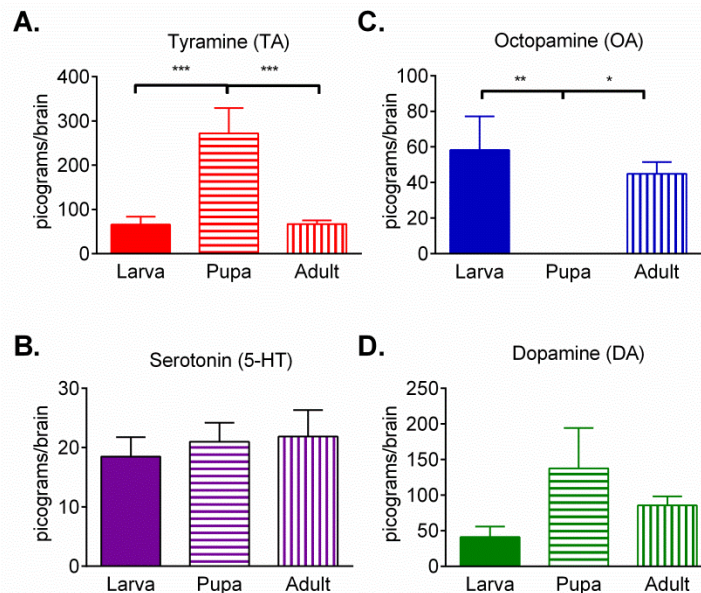 A.
Tyramine (TA)
*** ***
400
300
200
100
0
picograms/brain
Larva Pupa Adult
C.
Octopamine (OA)
** *
100
80
60
40
20
0
picograms/brain
Larva Pupa Adult
B.
Serotonin (5-HT)
30
20
10
0
picograms/brain
Larva Pupa Adult
D.
Dopamine (DA)
250
200
150
100
50
0
picograms/brain
Larva Pupa Adult